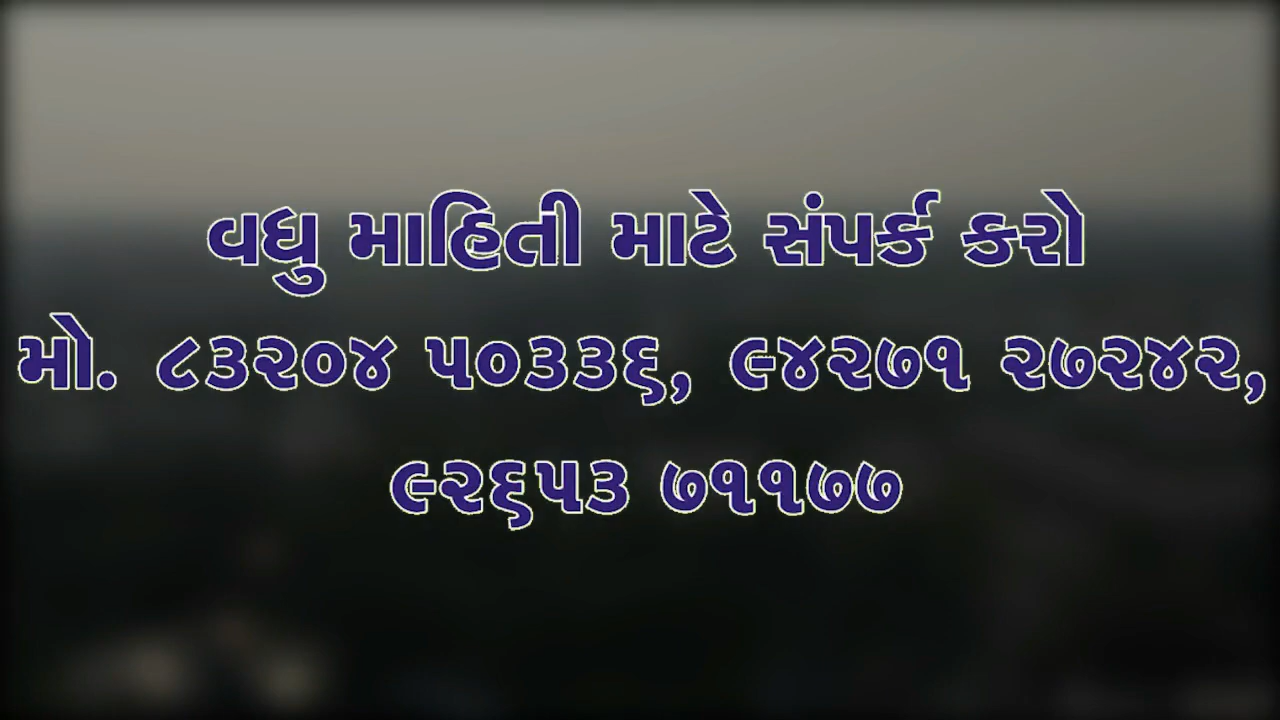 વધુ માહિતી માટે સંપર્ક કરો
મો. ૮૩૨૦૪ ૫૦૩૩૬, ૯૪૨૭૧ ૨૭૨૪૨,
૯૨૬૫૩ ૭૧૧૭૭